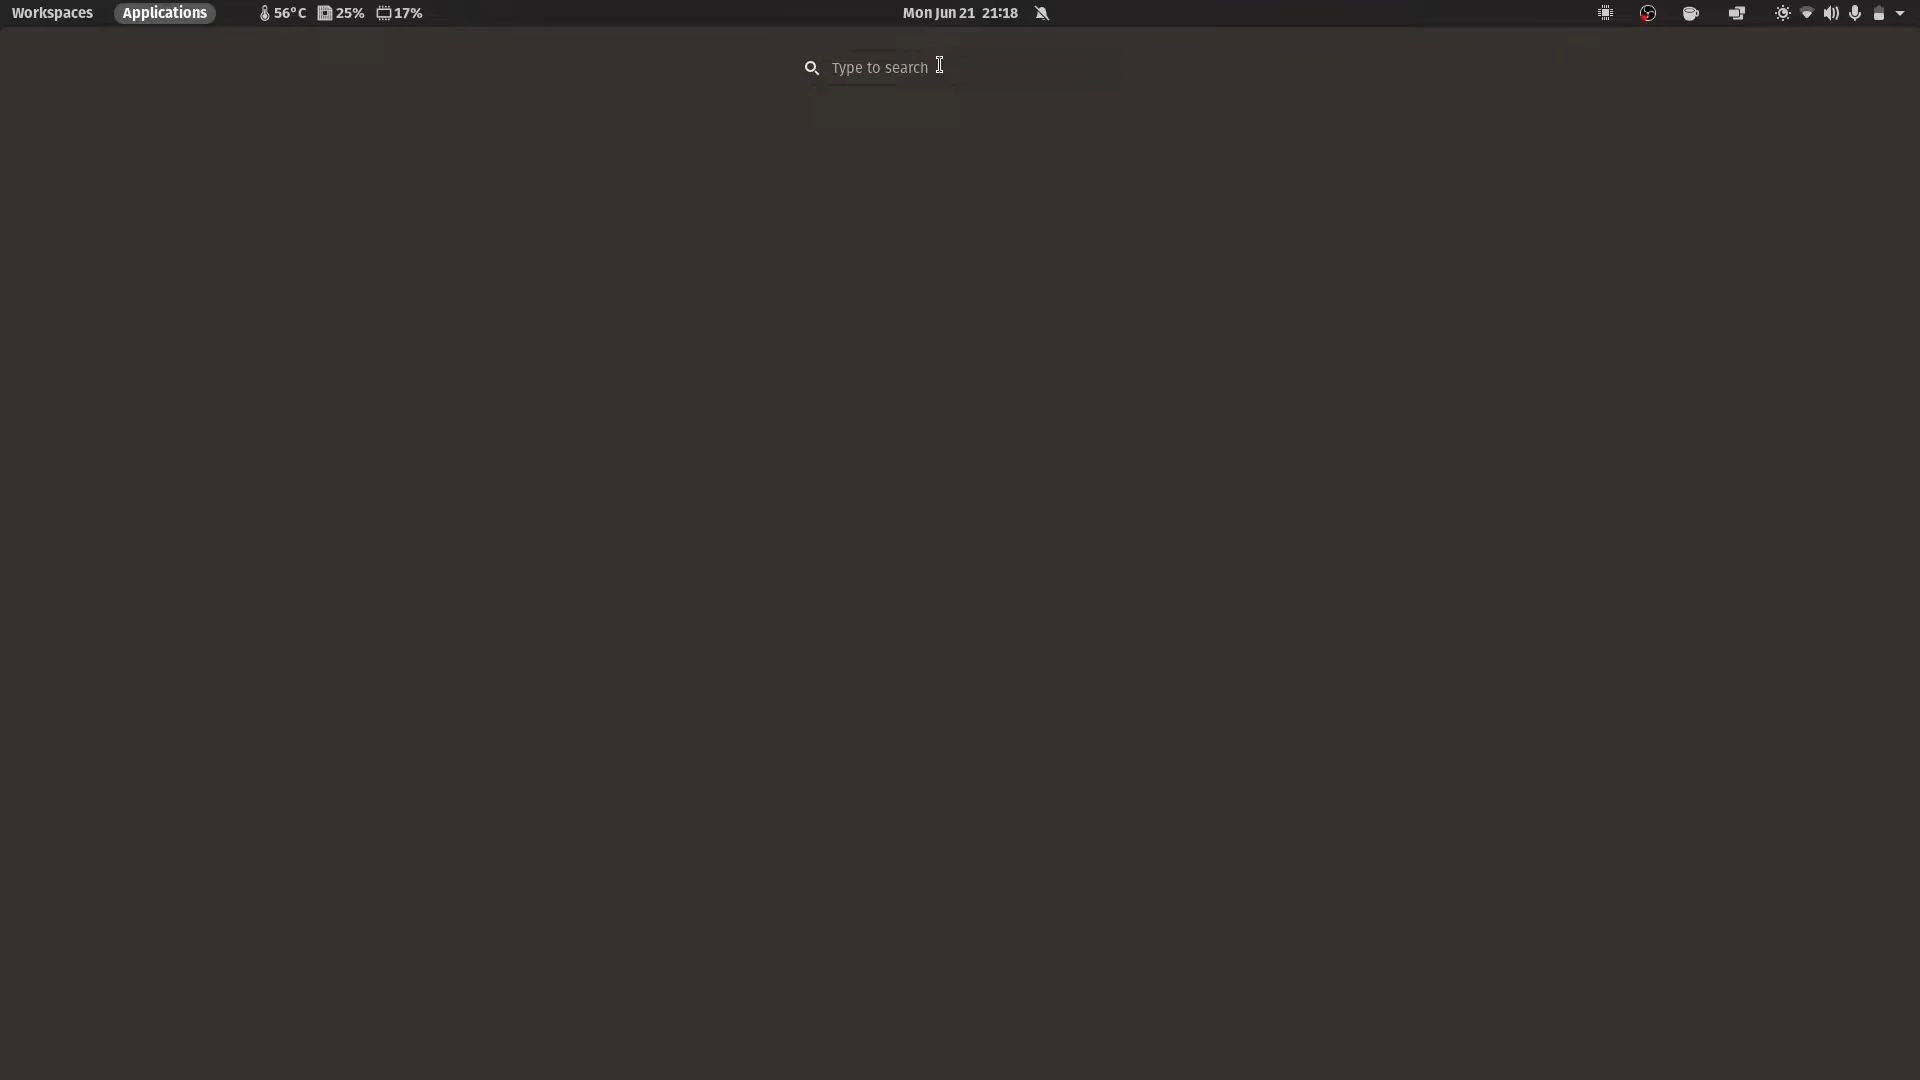 Workspaces Applications 56°C 25% 17% Mon Jun 21 21:18
Type to search